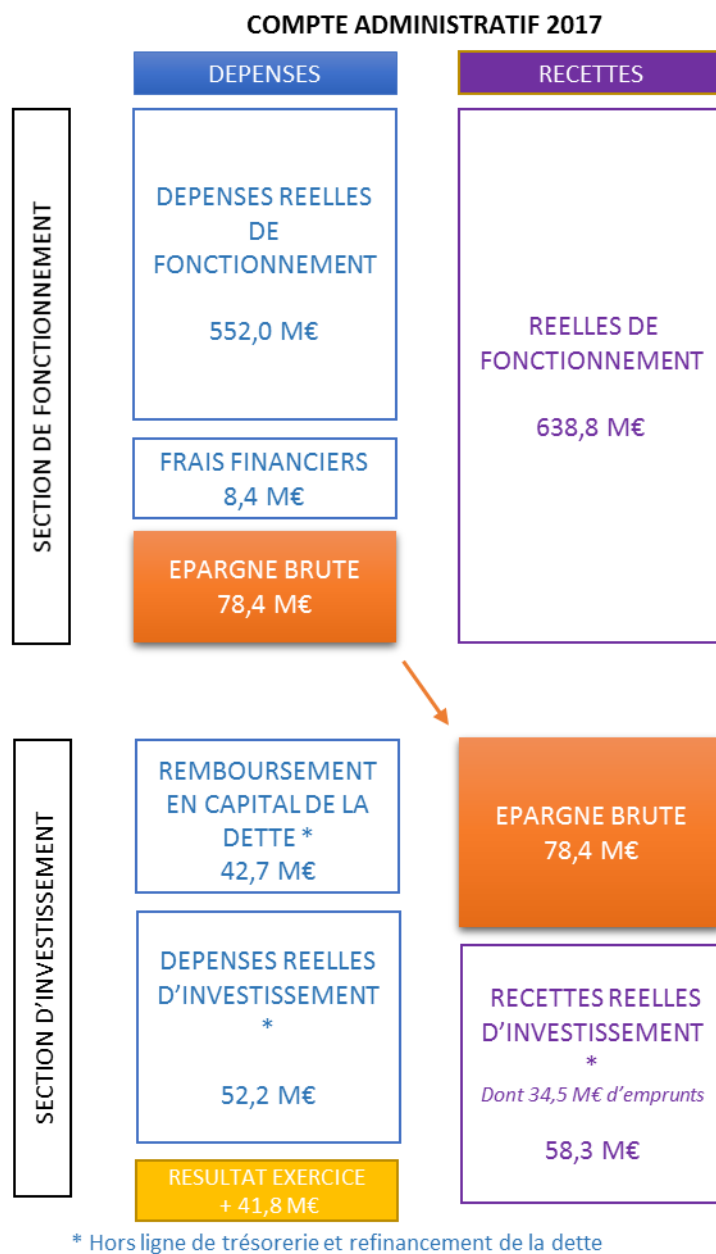 COMPTE ADMINISTRATIF 2017
DEPENSES
RECETTES
SECTION DE FONCTIONNEMENT
DEPENSES REELLES
DE
FONCTIONNEMENT
552,0 M€
FRAIS FINANCIERS
8,4 M€
EPARGNE BRUTE
78,4 M€
REELLES DE
FONCTIONNEMENT
638,8 M€
SECTION D'INVESTISSEMENT
REMBOURSEMENT
EN CAPITAL DE LA
DETTE *
42,7 M€
DEPENSES REELLES
D'INVESTISSEMENT
*
52,2 M€
RESULTAT EXERCICE
+ 41,8 M€
EPARGNE BRUTE
78,4 M€
RECETTES REELLES
D'INVESTISSEMENT
*
Dont 34,5 M€ d'emprunts
58,3 M€
* Hors ligne de trésorerie et refinancement de la dette